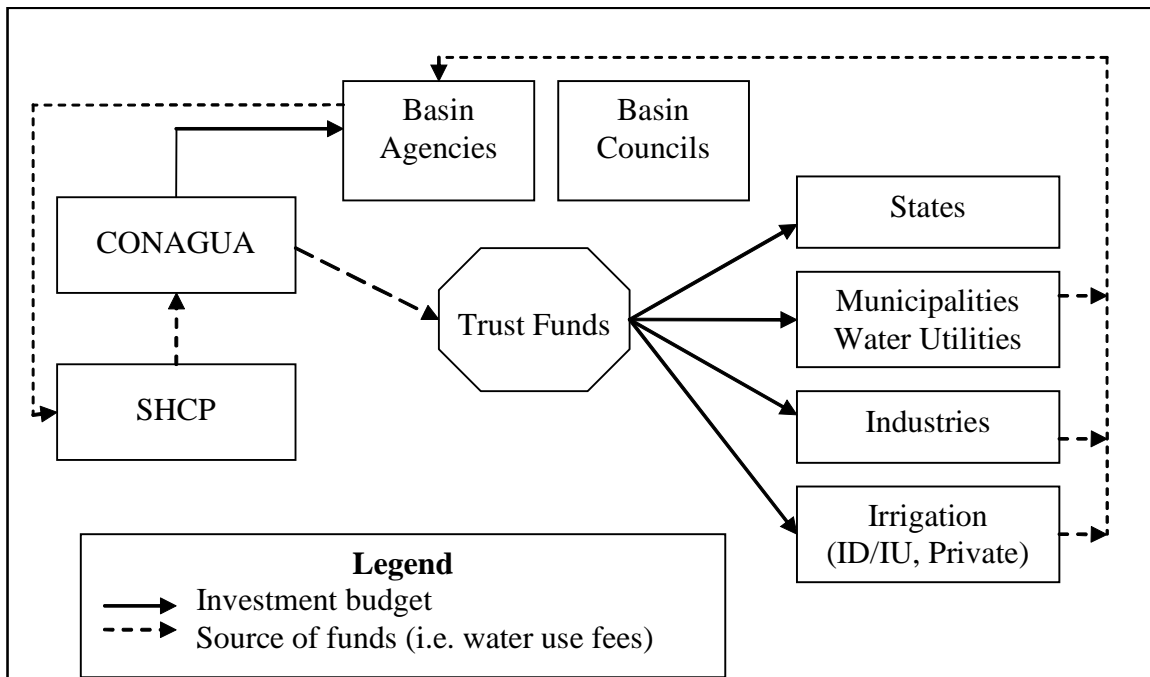 Basin
Agencies
Basin
Councils
States
CONAGUA
Municipalities
Water Utilities
Trust Funds
SHCP
Industries
Irrigation
(ID/IU, Private)
Legend
Investment budget
Source of funds (i.e. water use fees)